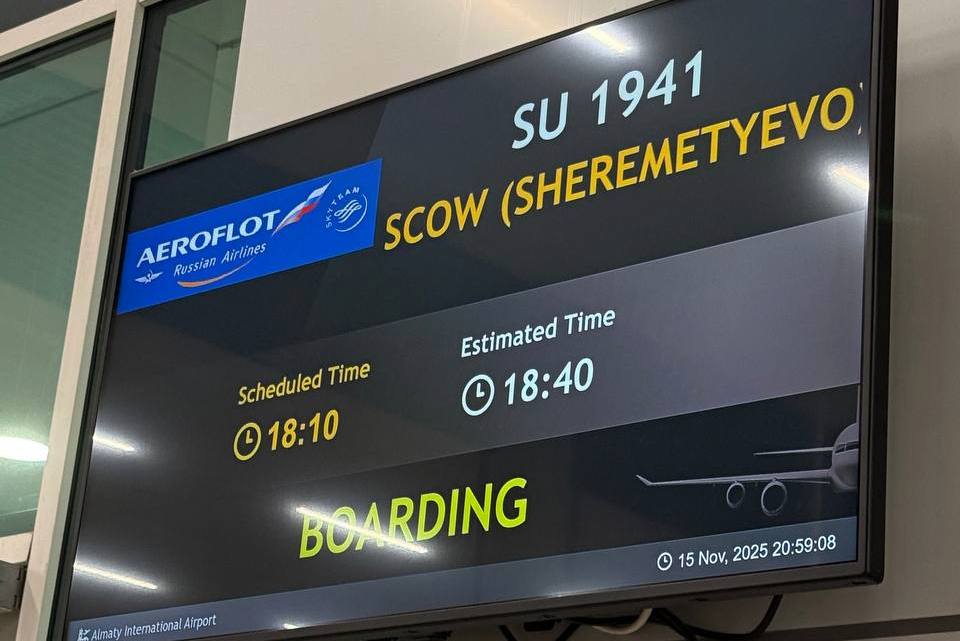 SU 1941
SCOW (SHEREMETYEVO)
AEROFLOT
Russian Airlines
SKYTEAM
Scheduled Time
Estimated Time
18:10
18:40
BOARDING
15 Nov, 2025 20:59:08
Almaty International Airport